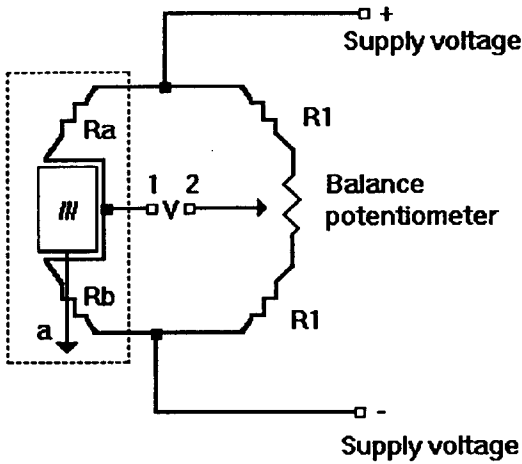 +
Supply voltage
R1
Ra
1 2
V
Balance
potentiometer
m
Rb
R1
a
-
Supply voltage